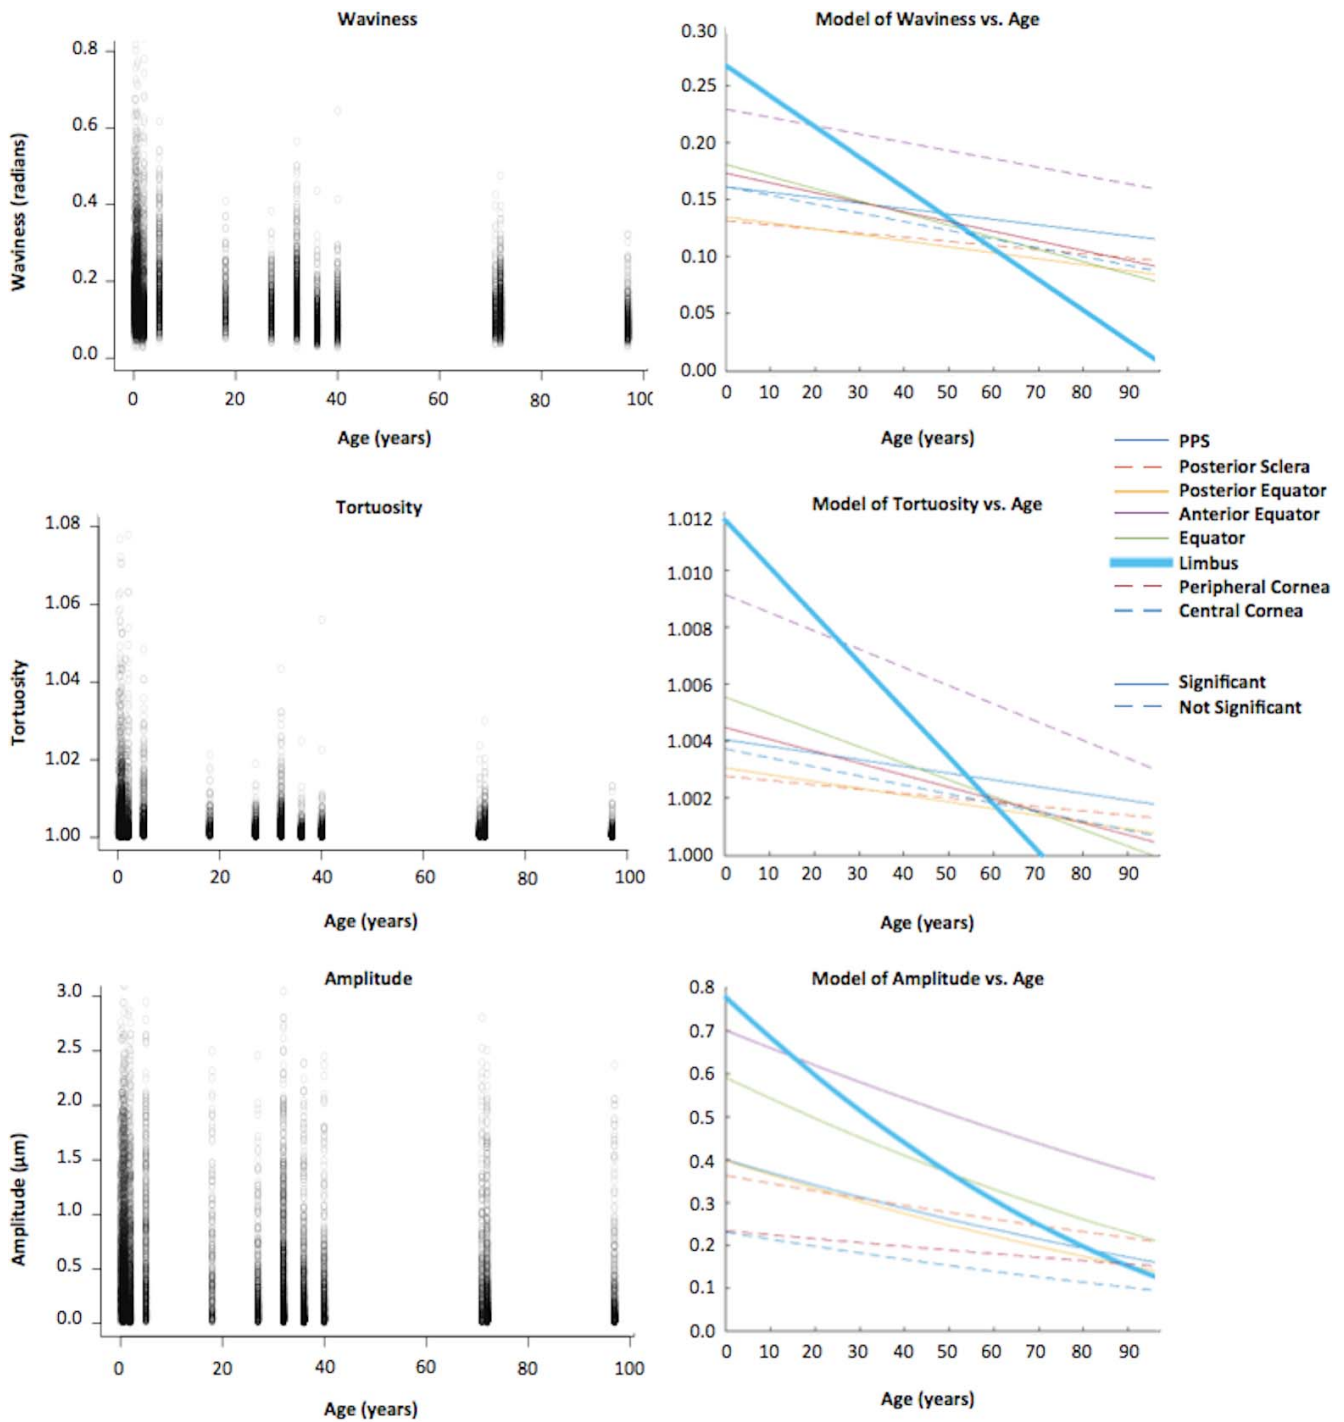 Waviness
0.8
0.6
0.4
0.2
0.0
Waviness (radians)
0 20 40 60 80 100
Age (years)
Model of Waviness vs. Age
0.30
0.25
0.20
0.15
0.10
0.05
0.00
0 10 20 30 40 50 60 70 80 90
Age (years)
PPS
Posterior Sclera
Posterior Equator
Anterior Equator
Equator
Limbus
Peripheral Cornea
Central Cornea
Significant
Not Significant
Tortuosity
1.08
1.06
1.04
1.02
1.00
Tortuosity
0 20 40 60 80 100
Age (years)
Model of Tortuosity vs. Age
1.012
1.010
1.008
1.006
1.004
1.002
1.000
0 10 20 30 40 50 60 70 80 90
Age (years)
Amplitude
3.0
2.5
2.0
1.5
1.0
0.5
0.0
Amplitude (µm)
0 20 40 60 80 100
Age (years)
Model of Amplitude vs. Age
0.8
0.7
0.6
0.5
0.4
0.3
0.2
0.1
0.0
0 10 20 30 40 50 60 70 80 90
Age (years)